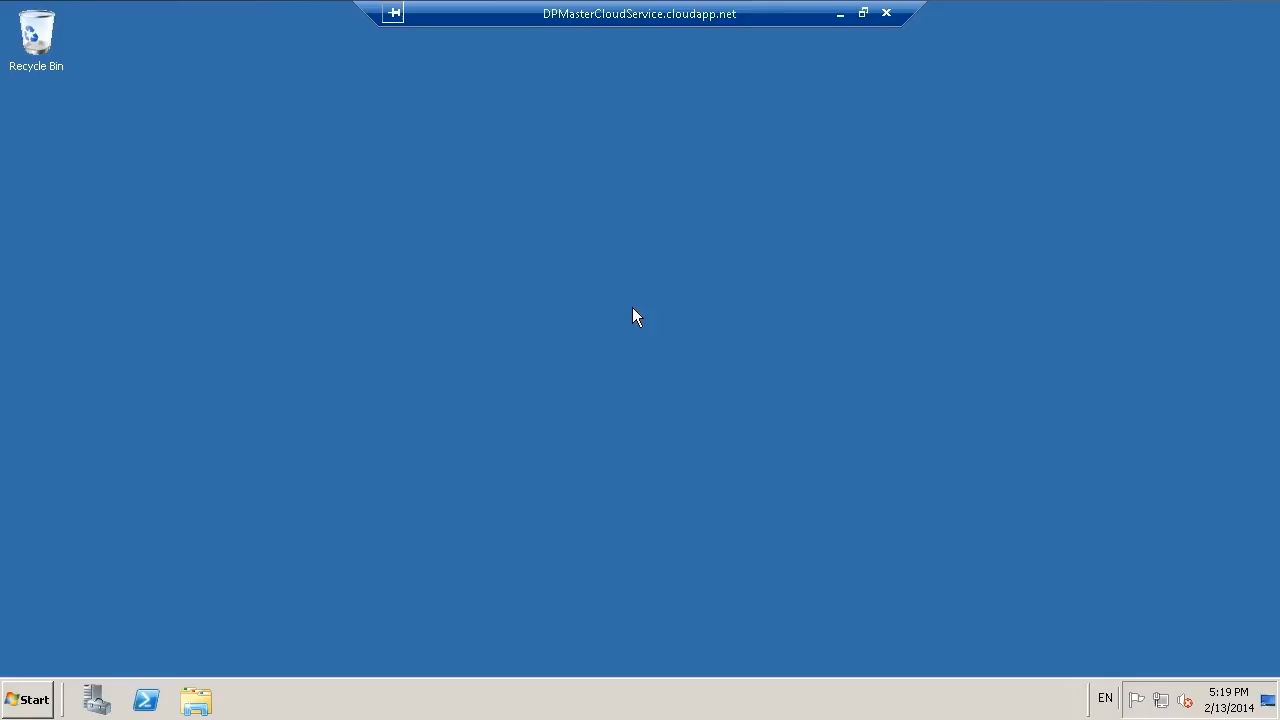 DPMasterCloudService.cloudapp.net
Recycle Bin
Start
EN
5:19 PM
2/13/2014